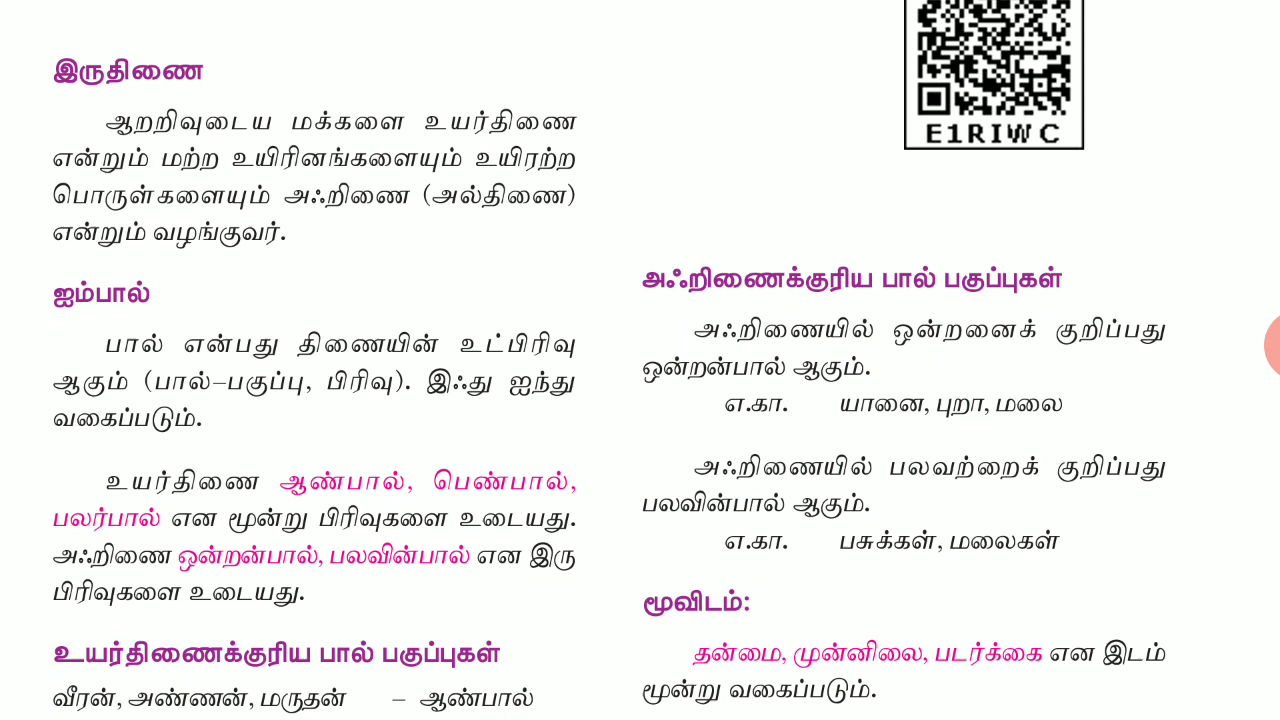 இருதிணை
ஆறறிவுடைய மக்களை உயர்திணை
என்றும் மற்ற உயிரினங்களையும் உயிரற்ற
பொருள்களையும் அஃறிணை (அல்திணை)
என்றும் வழங்குவர்.
ஐம்பால்
பால் என்பது திணையின் உட்பிரிவு
ஆகும் (பால்–பகுப்பு, பிரிவு). இஃது ஐந்து
வகைப்படும்.
உயர்திணை ஆண்பால், பெண்பால்,
பலர்பால் என மூன்று பிரிவுகளை உடையது.
அஃறிணை ஒன்றன்பால், பலவின்பால் என இரு
பிரிவுகளை உடையது.
உயர்திணைக்குரிய பால் பகுப்புகள்
வீரன், அண்ணன், மருதன் – ஆண்பால்
E1RIWC
அஃறிணைக்குரிய பால் பகுப்புகள்
அஃறிணையில் ஒன்றனைக் குறிப்பது
ஒன்றன்பால் ஆகும்.
எ.கா. யானை, புறா, மலை
அஃறிணையில் பலவற்றைக் குறிப்பது
பலவின்பால் ஆகும்.
எ.கா. பசுக்கள், மலைகள்
மூவிடம்:
தன்மை, முன்னிலை, படர்க்கை என இடம்
மூன்று வகைப்படும்.